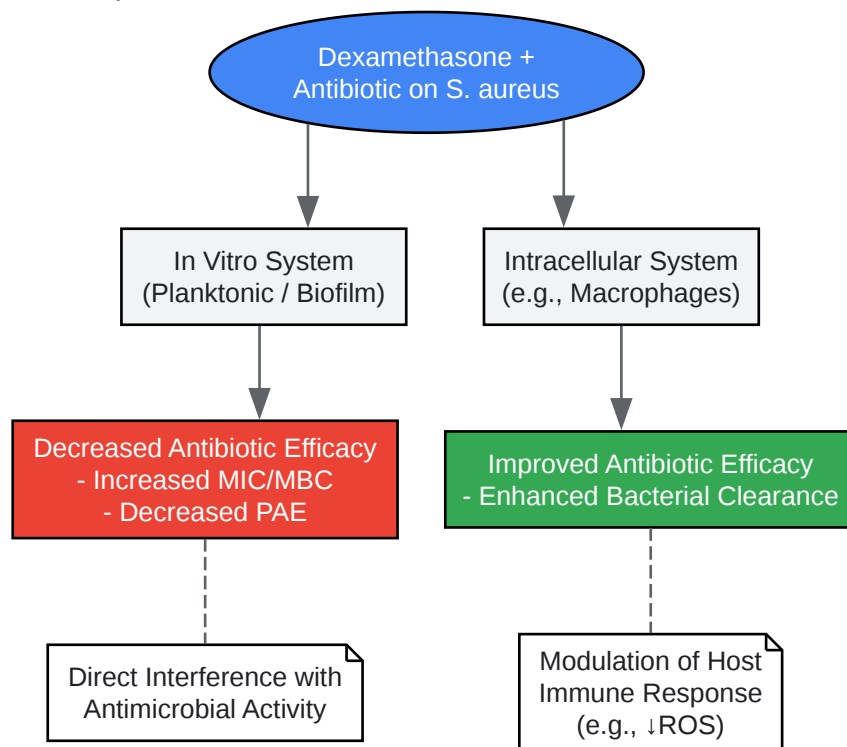 Dexamethasone +
Antibiotic on S. aureus
In Vitro System
(Planktonic / Biofilm)
Intracellular System
(e.g., Macrophages)
Decreased Antibiotic Efficacy
- Increased MIC/MBC
- Decreased PAE
Improved Antibiotic Efficacy
- Enhanced Bacterial Clearance
Direct Interference with
Antimicrobial Activity
Modulation of Host
Immune Response
(e.g., ↓ROS)